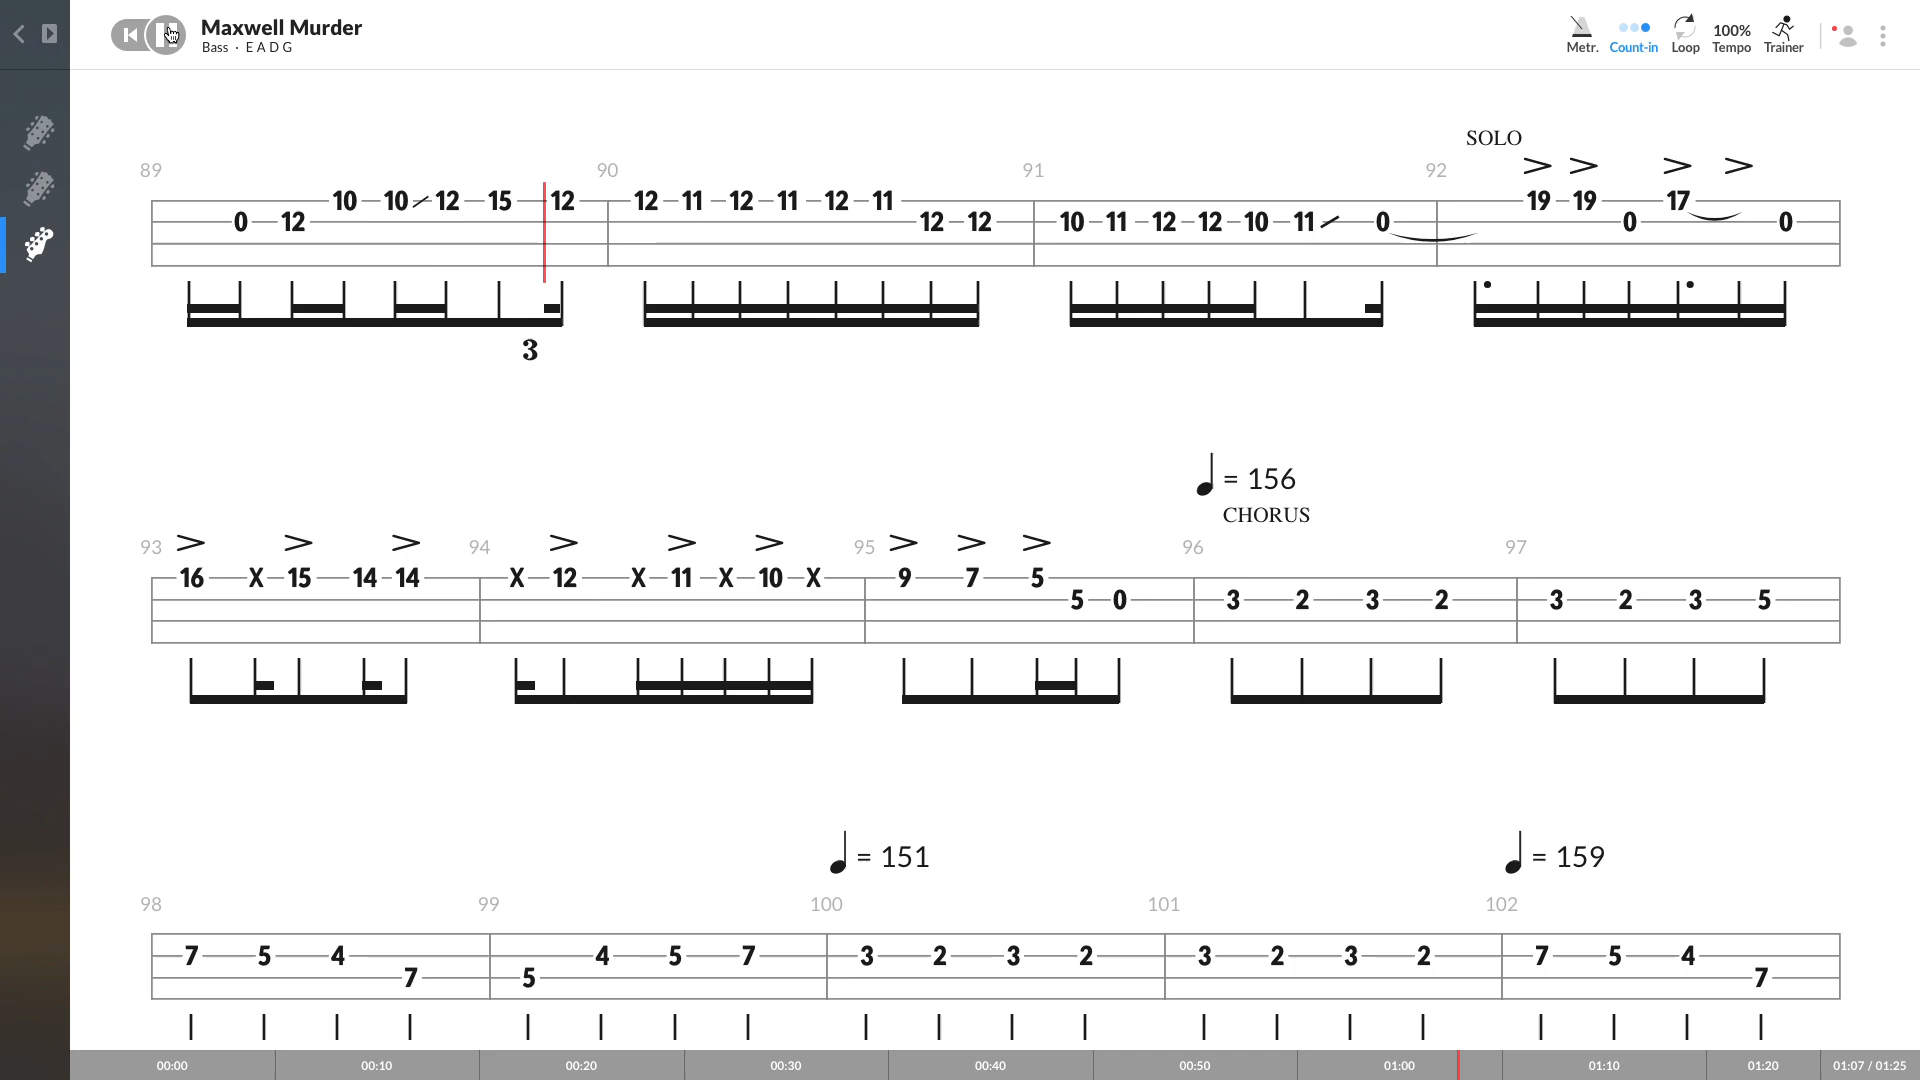 Maxwell Murder
Bass · E A D G
Metr.
Count-in
Loop
100%
Tempo
Trainer
SOLO
89 90 91 92
10 10 12 15 12 12 11 12 11 12 11 19 19 17
0 12 12 12 10 11 12 12 10 11 0 0 0
3
= 156
CHORUS
93 94 95 96 97
16 X 15 14 14 X 12 X 11 X 10 X 9 7 5
5 0 3 2 3 2 3 2 3 5
= 151 = 159
98 99 100 101 102
7 5 4 4 5 7 3 2 3 2 3 2 3 2 7 5 4
7 5 7
00:00 00:10 00:20 00:30 00:40 00:50 01:00 01:10 01:20 01:07 / 01:25